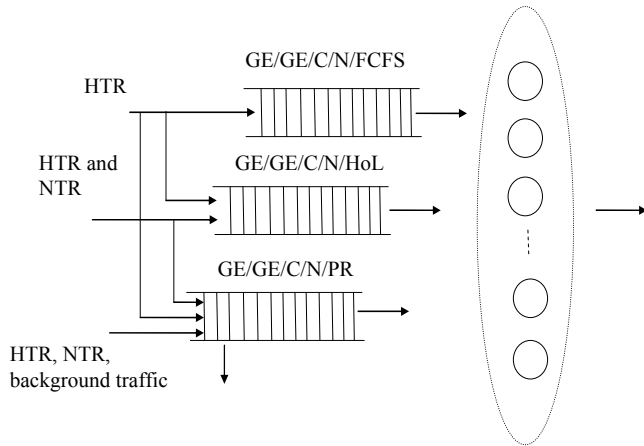 GE/GE/C/N/FCFS
HTR
HTR and
NTR
GE/GE/C/N/HoL
GE/GE/C/N/PR
HTR, NTR,
background traffic